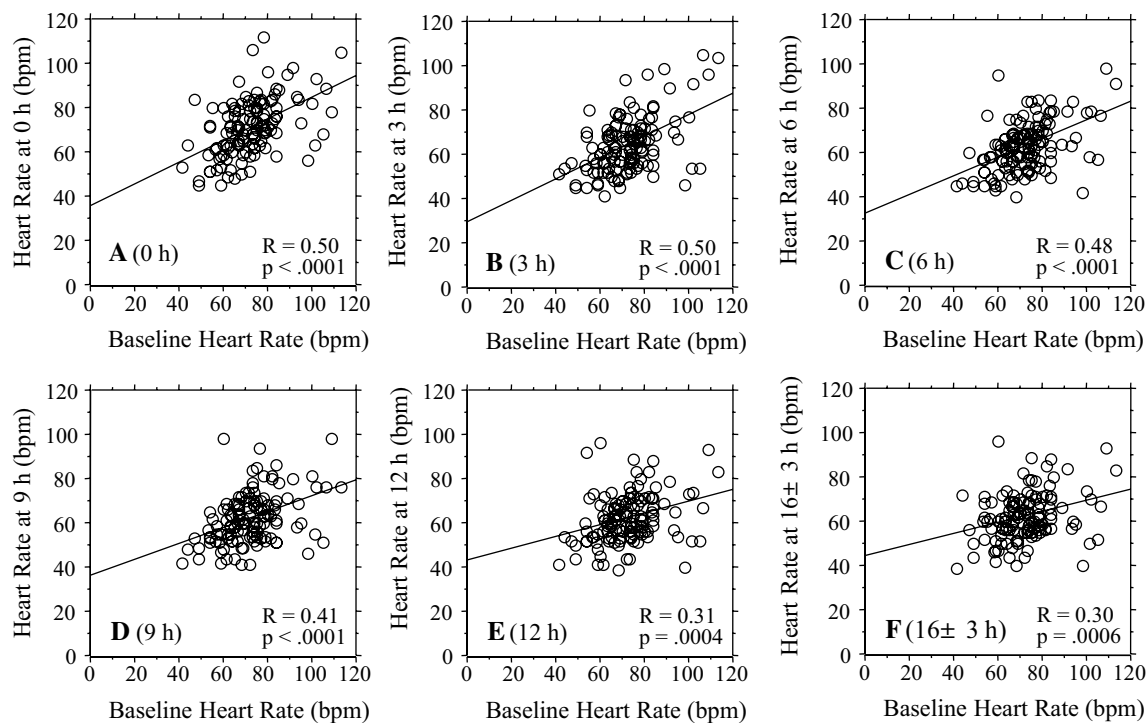 Heart Rate at 0 h (bpm)
120
100
80
60
40
20
0
A (0 h)
R = 0.50
p < .0001
0 20 40 60 80 100 120
Baseline Heart Rate (bpm)
Heart Rate at 3 h (bpm)
120
100
80
60
40
20
0
B (3 h)
R = 0.50
p < .0001
0 20 40 60 80 100 120
Baseline Heart Rate (bpm)
Heart Rate at 6 h (bpm)
120
100
80
60
40
20
0
C (6 h)
R = 0.48
p < .0001
0 20 40 60 80 100 120
Baseline Heart Rate (bpm)
Heart Rate at 9 h (bpm)
120
100
80
60
40
20
0
D (9 h)
R = 0.41
p < .0001
0 20 40 60 80 100 120
Baseline Heart Rate (bpm)
Heart Rate at 12 h (bpm)
120
100
80
60
40
20
0
E (12 h)
R = 0.31
p = .0004
0 20 40 60 80 100 120
Baseline Heart Rate (bpm)
Heart Rate at 16± 3 h (bpm)
120
100
80
60
40
20
0
F (16± 3 h)
R = 0.30
p = .0006
0 20 40 60 80 100 120
Baseline Heart Rate (bpm)